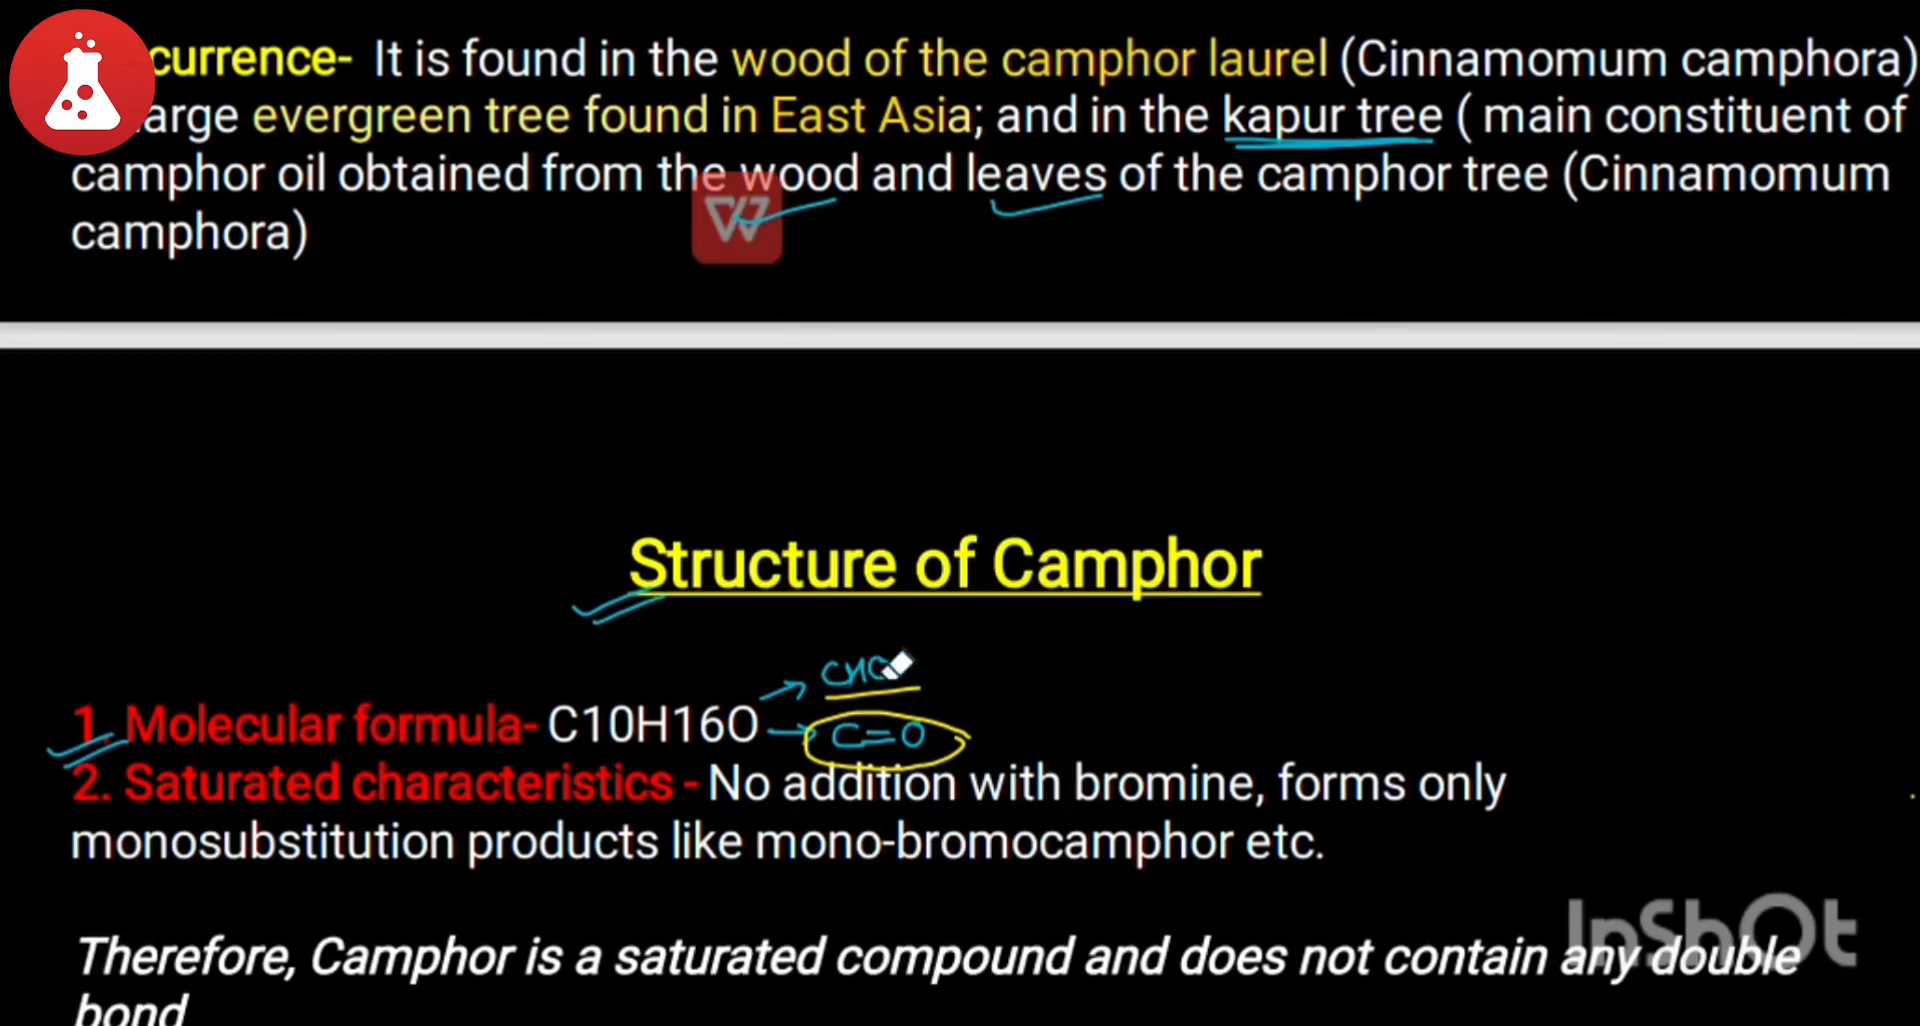 currence- It is found in the wood of the camphor laurel (Cinnamomum camphora)
arge evergreen tree found in East Asia; and in the kapur tree ( main constituent of
camphor oil obtained from the wood and leaves of the camphor tree (Cinnamomum
camphora)
W
Structure of Camphor
CHO
1. Molecular formula- C10H16O
C=O
2. Saturated characteristics - No addition with bromine, forms only
monosubstitution products like mono-bromocamphor etc.
InShOt
Therefore, Camphor is a saturated compound and does not contain any double
bond